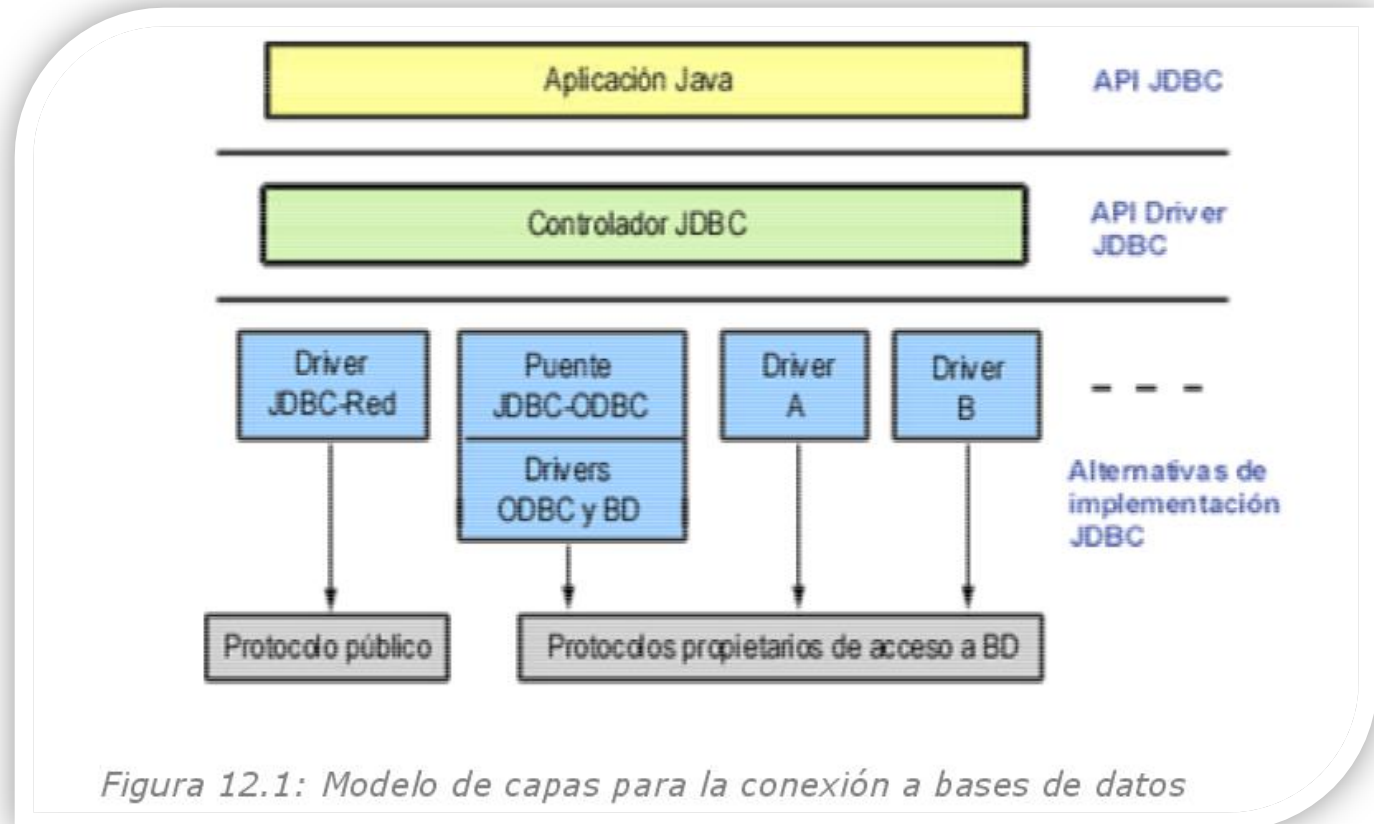 Aplicación Java
API JDBC
Controlador JDBC
API Driver
JDBC
Driver
JDBC-Red
Puente
JDBC-ODBC
Drivers
ODBC y BD
Driver
A
Driver
B
Alternativas de
implementación
JDBC
Protocolo público
Protocolos propietarios de acceso a BD
Figura 12.1: Modelo de capas para la conexión a bases de datos